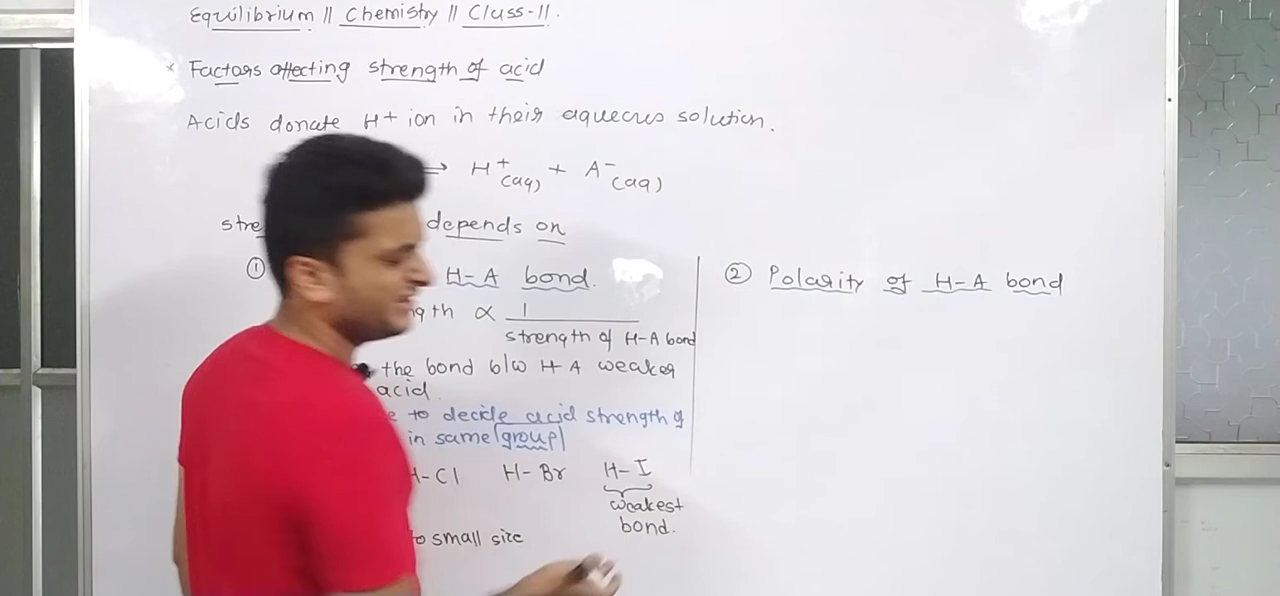 Equilibrium || Chemistry || Class-11.
* Factors affecting strength of acid
Acids donate H+ ion in their aqueous solution.
⇌ H+(aq) + A-(aq)
depends on
① H-A bond.
∝ 1
strength of H-A bond
the bond b/w H-A weaker
acid.
to decide acid strength of
in same group
H-Cl H-Br H-I
weakest
bond.
to small size
② Polarity of H-A bond